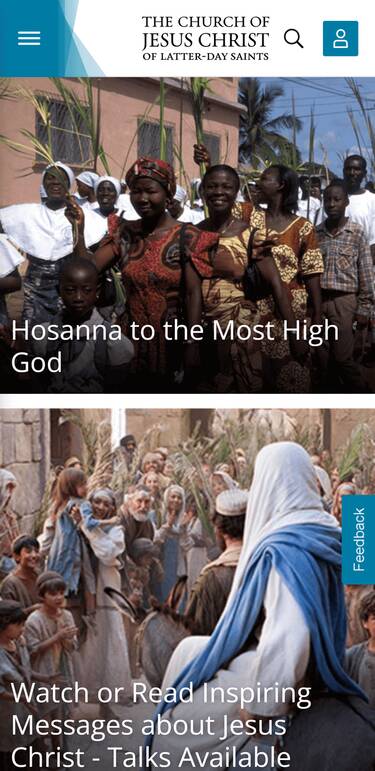 THE CHURCH OF
JESUS CHRIST
OF LATTER-DAY SAINTS
Hosanna to the Most High
God
Feedback
Watch or Read Inspiring
Messages about Jesus
Christ - Talks Available